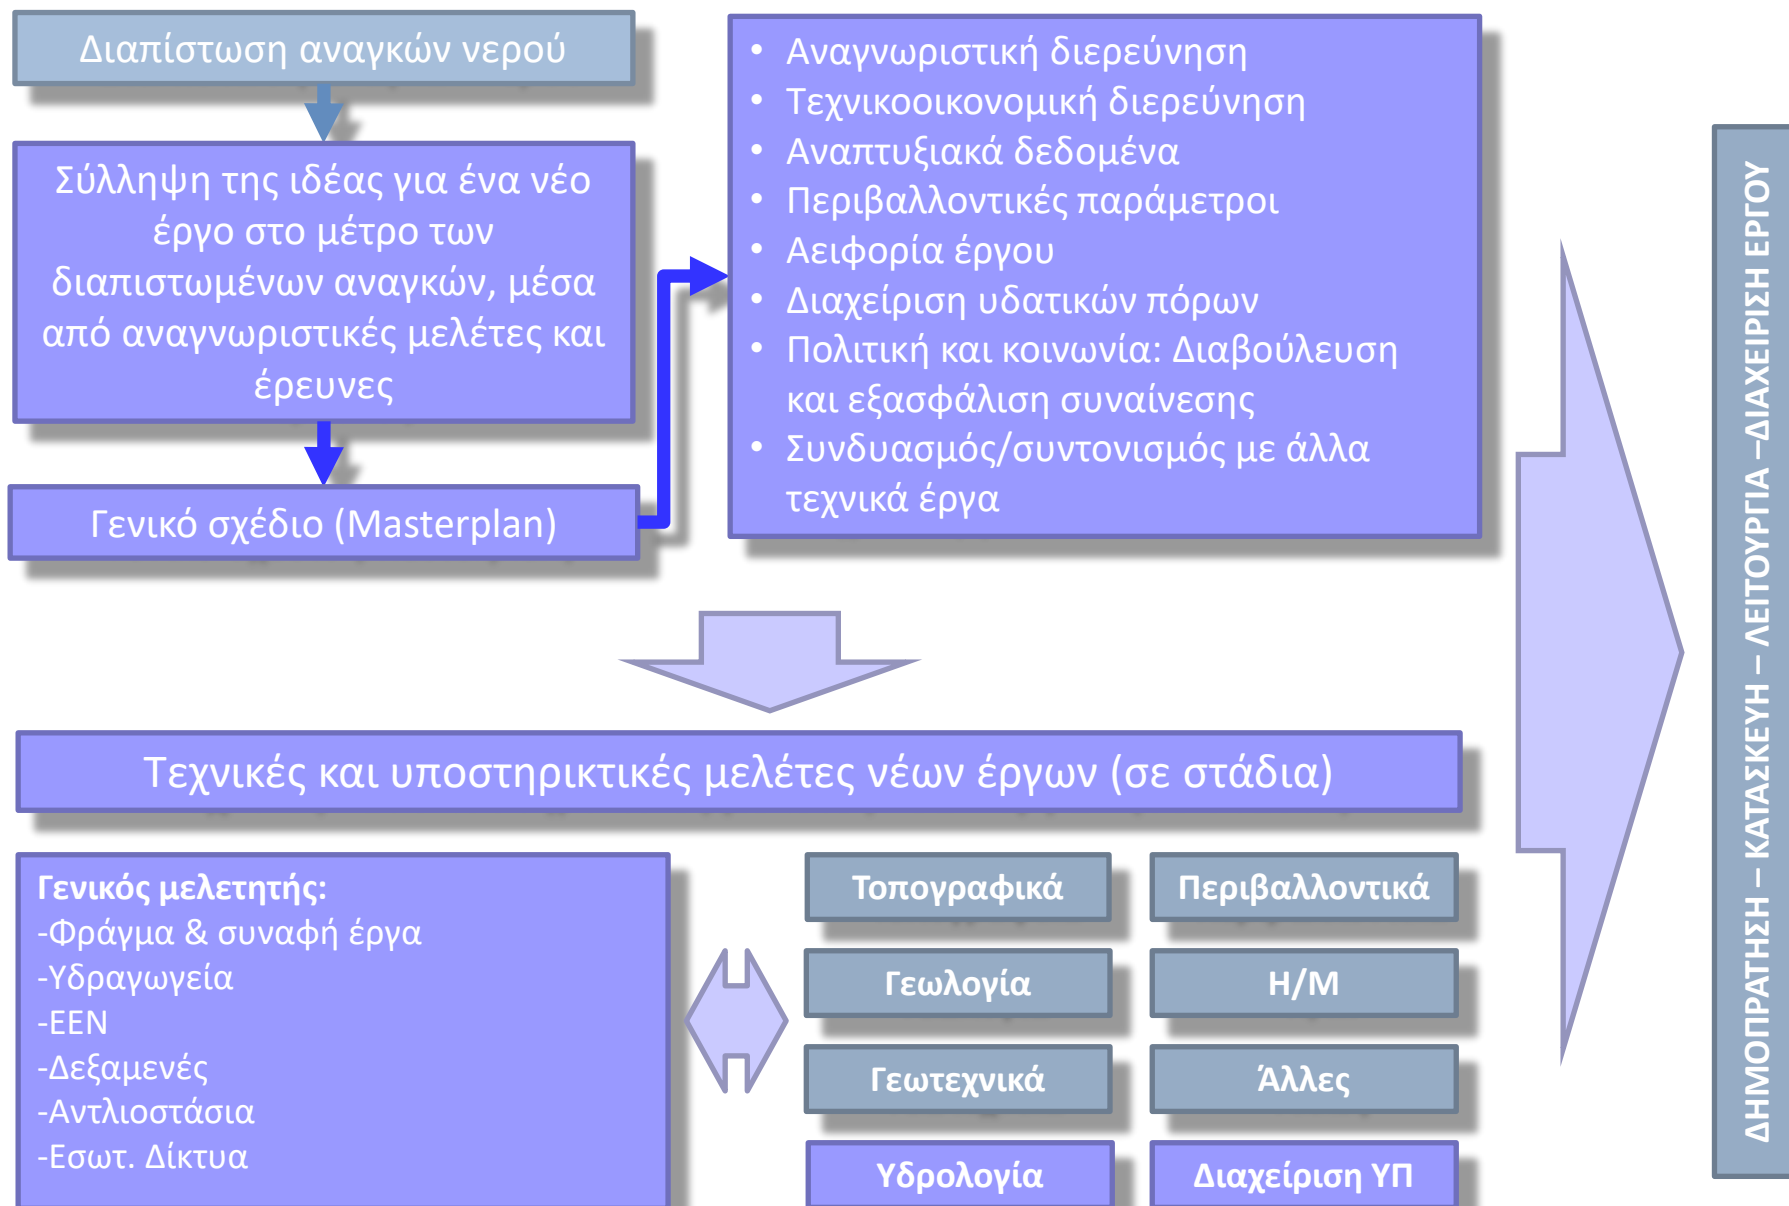 Διαπίστωση αναγκών νερού
Σύλληψη της ιδέας για ένα νέο
έργο στο μέτρο των
διαπιστωμένων αναγκών, μέσα
από αναγνωριστικές μελέτες και
έρευνες
Γενικό σχέδιο (Masterplan)
• Αναγνωριστική διερεύνηση
• Τεχνικοοικονομική διερεύνηση
• Αναπτυξιακά δεδομένα
• Περιβαλλοντικές παράμετροι
• Αειφορία έργου
• Διαχείριση υδατικών πόρων
• Πολιτική και κοινωνία: Διαβούλευση
και εξασφάλιση συναίνεσης
• Συνδυασμός/συντονισμός με άλλα
τεχνικά έργα
Τεχνικές και υποστηρικτικές μελέτες νέων έργων (σε στάδια)
Γενικός μελετητής:
-Φράγμα & συναφή έργα
-Υδραγωγεία
-ΕΕΝ
-Δεξαμενές
-Αντλιοστάσια
-Εσωτ. Δίκτυα
Τοπογραφικά
Περιβαλλοντικά
Γεωλογία
Η/Μ
Γεωτεχνικά
Άλλες
Υδρολογία
Διαχείριση ΥΠ
ΔΗΜΟΠΡΑΤΗΣΗ – ΚΑΤΑΣΚΕΥΗ – ΛΕΙΤΟΥΡΓΙΑ –ΔΙΑΧΕΙΡΙΣΗ ΕΡΓΟΥ